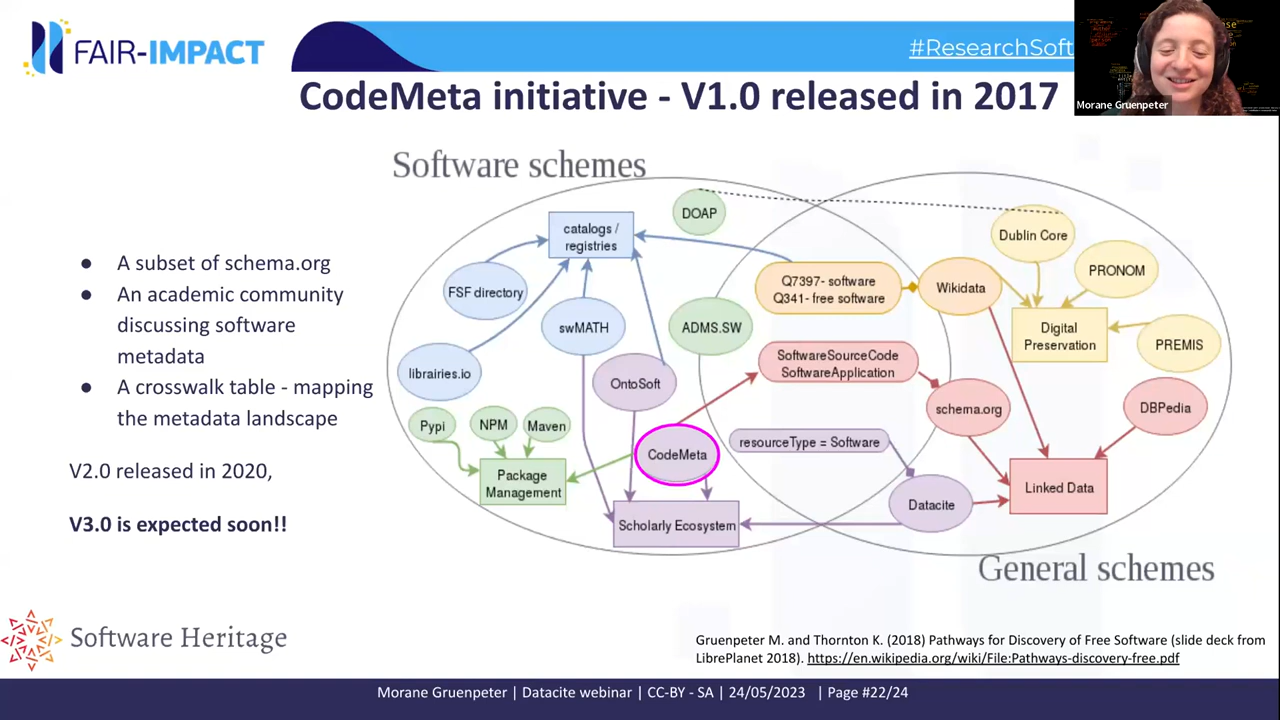 FAIR-IMPACT
#ResearchSoft
Morane Gruenpeter
CodeMeta initiative - V1.0 released in 2017
● A subset of schema.org
● An academic community
discussing software
metadata
● A crosswalk table - mapping
the metadata landscape
V2.0 released in 2020,
V3.0 is expected soon!!
Software schemes
catalogs /
registries
DOAP
FSF directory
swMATH
ADMS.SW
librairies.io
OntoSoft
Pypi
NPM
Maven
CodeMeta
Package
Management
Scholarly Ecosystem
Q7397- software
Q341- free software
SoftwareSourceCode
SoftwareApplication
resourceType = Software
Wikidata
Dublin Core
PRONOM
Digital
Preservation
PREMIS
schema.org
DBPedia
Datacite
Linked Data
General schemes
Software Heritage
Gruenpeter M. and Thornton K. (2018) Pathways for Discovery of Free Software (slide deck from
LibrePlanet 2018). https://en.wikipedia.org/wiki/File:Pathways-discovery-free.pdf
Morane Gruenpeter | Datacite webinar | CC-BY - SA | 24/05/2023 | Page #22/24